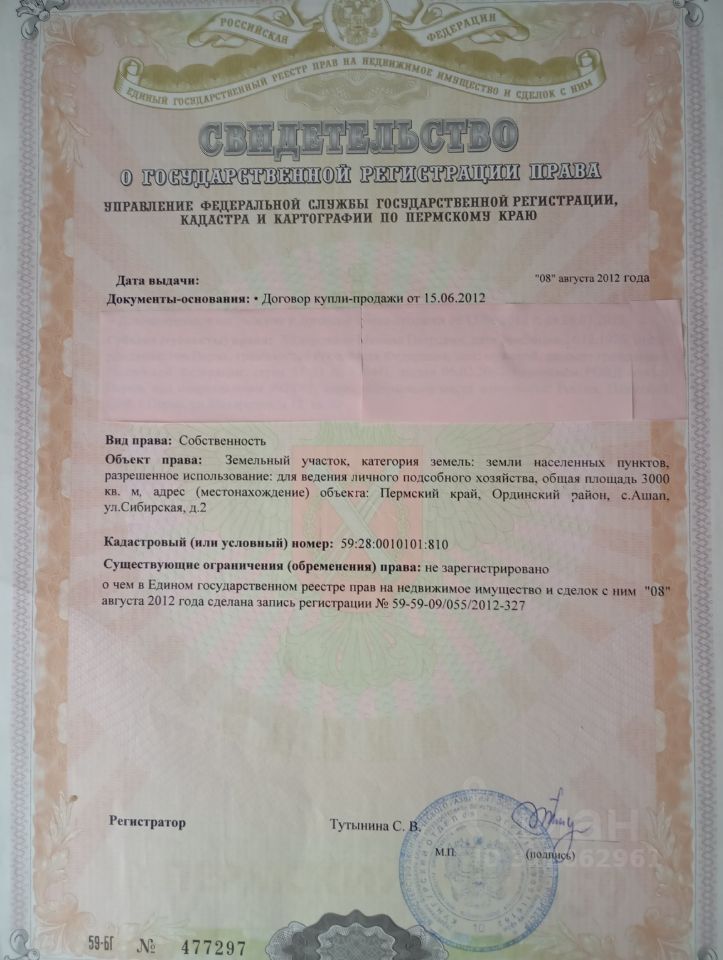 РОССИЙСКАЯ ФЕДЕРАЦИЯ
ЕДИНЫЙ ГОСУДАРСТВЕННЫЙ РЕЕСТР ПРАВ НА НЕДВИЖИМОЕ ИМУЩЕСТВО И СДЕЛОК С НИМ
СВИДЕТЕЛЬСТВО
О ГОСУДАРСТВЕННОЙ РЕГИСТРАЦИИ ПРАВА
УПРАВЛЕНИЕ ФЕДЕРАЛЬНОЙ СЛУЖБЫ ГОСУДАРСТВЕННОЙ РЕГИСТРАЦИИ,
КАДАСТРА И КАРТОГРАФИИ ПО ПЕРМСКОМУ КРАЮ
Дата выдачи: "08" августа 2012 года
Документы-основания: • Договор купли-продажи от 15.06.2012
Вид права: Собственность
Объект права: Земельный участок, категория земель: земли населенных пунктов,
разрешенное использование: для ведения личного подсобного хозяйства, общая площадь 3000
кв. м, адрес (местонахождение) объекта: Пермский край, Ординский район, с.Ашап,
ул.Сибирская, д.2
Кадастровый (или условный) номер: 59:28:0010101:810
Существующие ограничения (обременения) права: не зарегистрировано
о чем в Едином государственном реестре прав на недвижимое имущество и сделок с ним "08"
августа 2012 года сделана запись регистрации № 59-59-09/055/2012-327
Регистратор Тутынина С. В.
М.П. (подпись)
59-БГ № 477297